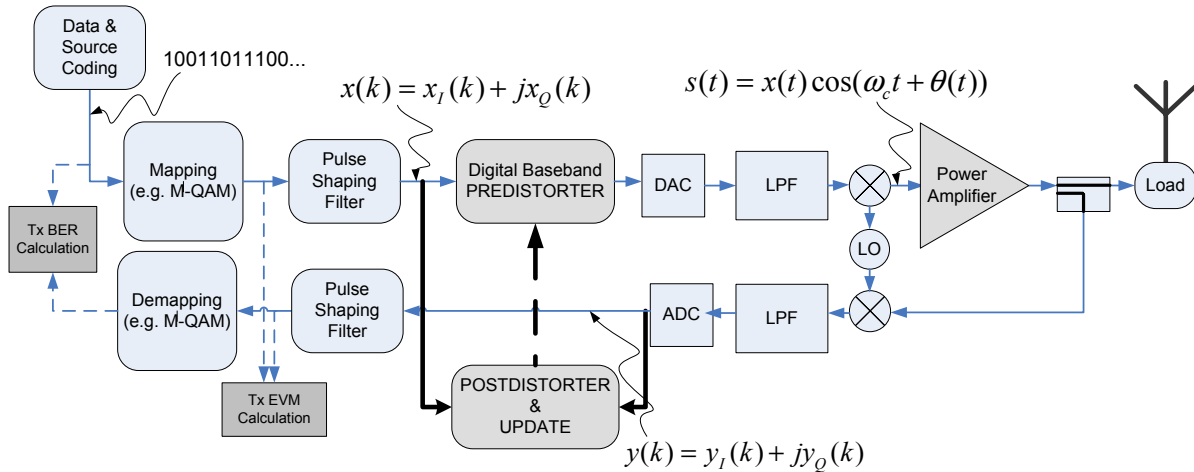 Data &
Source
Coding
10011011100...
x(k) = x_I(k) + jx_Q(k)
s(t) = x(t) cos(ω_c t + θ(t))
Mapping
(e.g. M-QAM)
Pulse
Shaping
Filter
Digital Baseband
PREDISTORTER
DAC
LPF
Power
Amplifier
Load
Tx BER
Calculation
LO
Demapping
(e.g. M-QAM)
Pulse
Shaping
Filter
ADC
LPF
Tx EVM
Calculation
POSTDISTORTER
&
UPDATE
y(k) = y_I(k) + jy_Q(k)